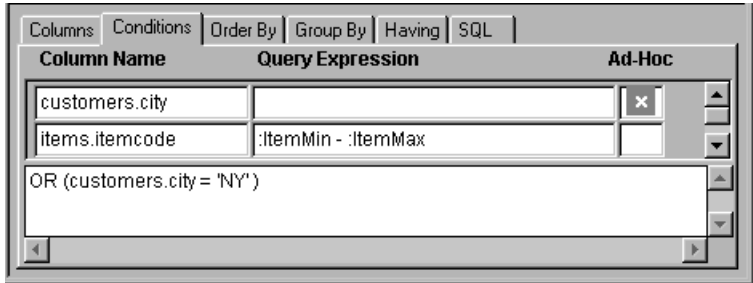 Columns Conditions Order By Group By Having SQL
Column Name Query Expression Ad-Hoc
customers.city
items.itemcode :ItemMin - :ItemMax
OR (customers.city = 'NY')